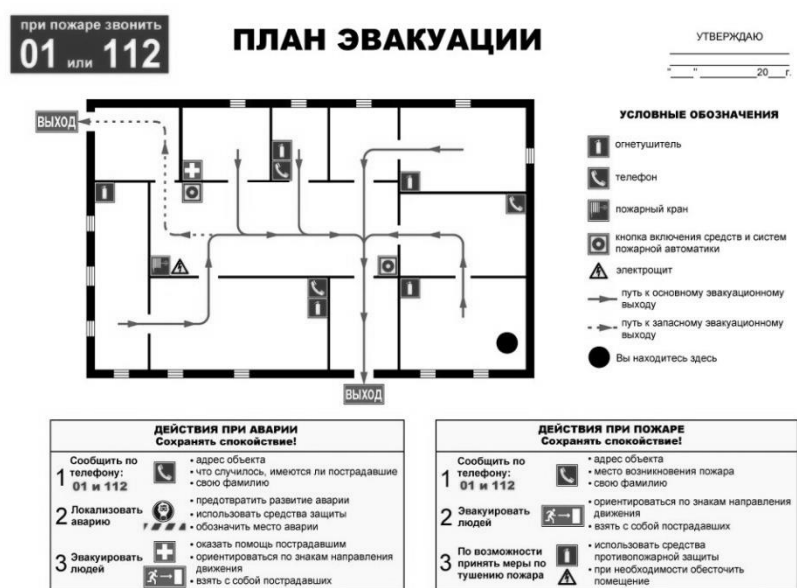 при пожаре звонить
01 или 112
ПЛАН ЭВАКУАЦИИ
УТВЕРЖДАЮ
"___" _________20___г.
ВЫХОД
ВЫХОД
УСЛОВНЫЕ ОБОЗНАЧЕНИЯ
огнетушитель
телефон
пожарный кран
кнопка включения средств и систем
пожарной автоматики
электрощит
путь к основному эвакуационному
выходу
путь к запасному эвакуационному
выходу
Вы находитесь здесь
ДЕЙСТВИЯ ПРИ АВАРИИ
Сохранять спокойствие!
1 Сообщить по
телефону:
01 и 112
• адрес объекта
• что случилось, имеются ли пострадавшие
• свою фамилию
2 Локализовать
аварию
• предотвратить развитие аварии
• использовать средства защиты
• обозначить место аварии
3 Эвакуировать
людей
• оказать помощь пострадавшим
• ориентироваться по знакам направления
движения
• взять с собой пострадавших
ДЕЙСТВИЯ ПРИ ПОЖАРЕ
Сохранять спокойствие!
1 Сообщить по
телефону:
01 и 112
• адрес объекта
• место возникновения пожара
• свою фамилию
2 Эвакуировать
людей
• ориентироваться по знакам направления
движения
• взять с собой пострадавших
3 По возможности
принять меры по
тушению пожара
• использовать средства
противопожарной защиты
• при необходимости обесточить
помещение